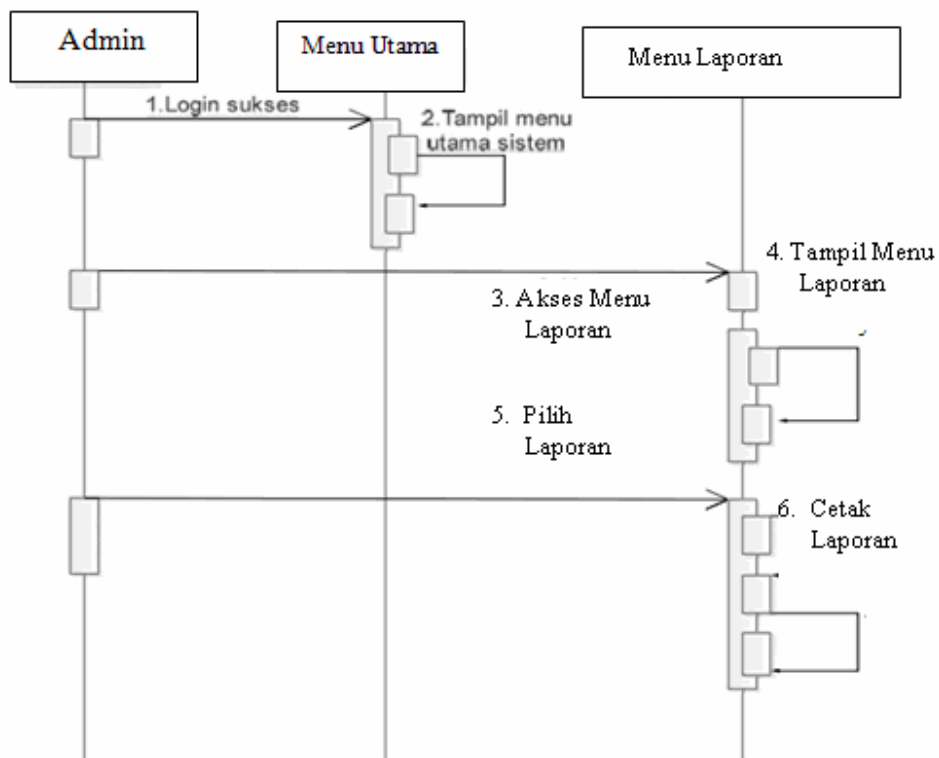 Admin
Menu Utama
Menu Laporan
1.Login sukses
2.Tampil menu
utama sistem
4. Tampil Menu
Laporan
3. Akses Menu
Laporan
5. Pilih
Laporan
6. Cetak
Laporan